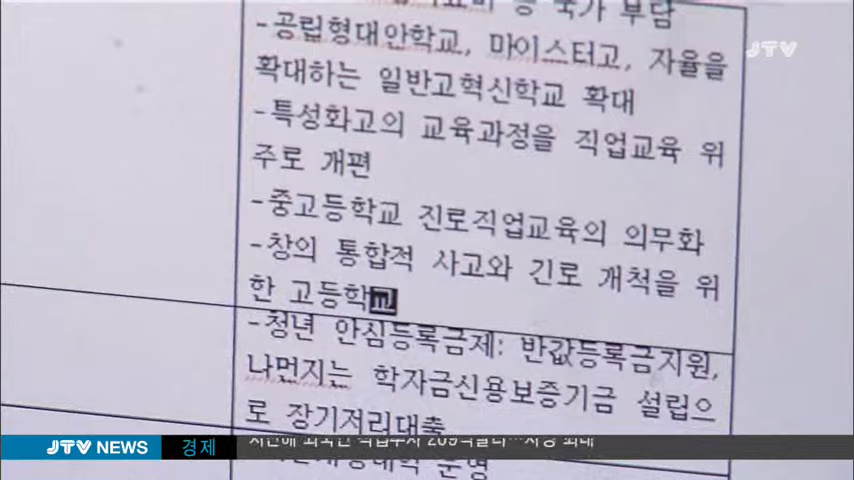 부담
-공립형대안학교, 마이스터고, 자율을
JTV
확대하는 일반고혁신학교 확대
-특성화고의 교육과정을 직업교육 위
주로 개편
-중고등학교 진로직업교육의 의무화
-창의 통합적 사고와 긴로 개척을 위
한 고등학교
-청년 안심등록금제: 반값등록금지원,
나먼지는 학자금신용보증기금 설립으
로 장기저리대출
JTV NEWS 경제
운영